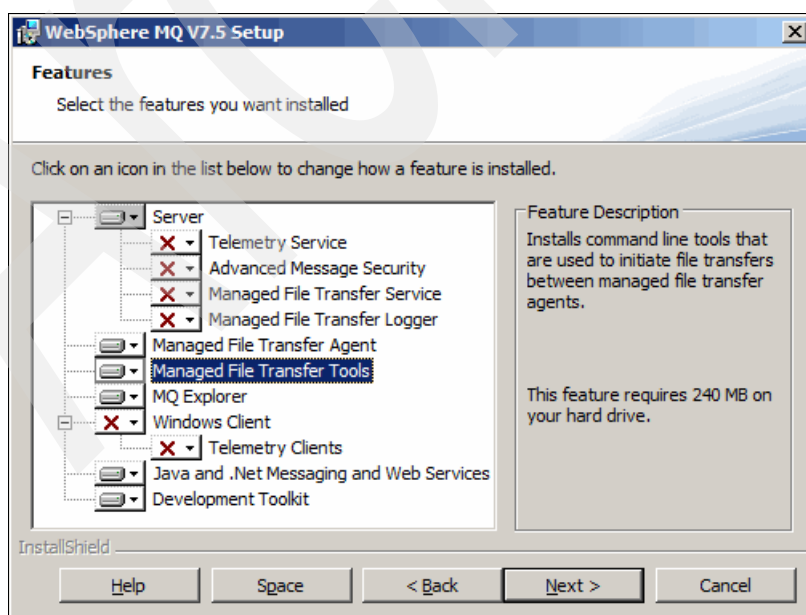 WebSphere MQ V7.5 Setup
Features
Select the features you want installed
Click on an icon in the list below to change how a feature is installed.
Server
Telemetry Service
Advanced Message Security
Managed File Transfer Service
Managed File Transfer Logger
Managed File Transfer Agent
Managed File Transfer Tools
MQ Explorer
Windows Client
Telemetry Clients
Java and .Net Messaging and Web Services
Development Toolkit
Feature Description
Installs command line tools that
are used to initiate file transfers
between managed file transfer
agents.
This feature requires 240 MB on
your hard drive.
InstallShield
Help
Space
< Back
Next >
Cancel